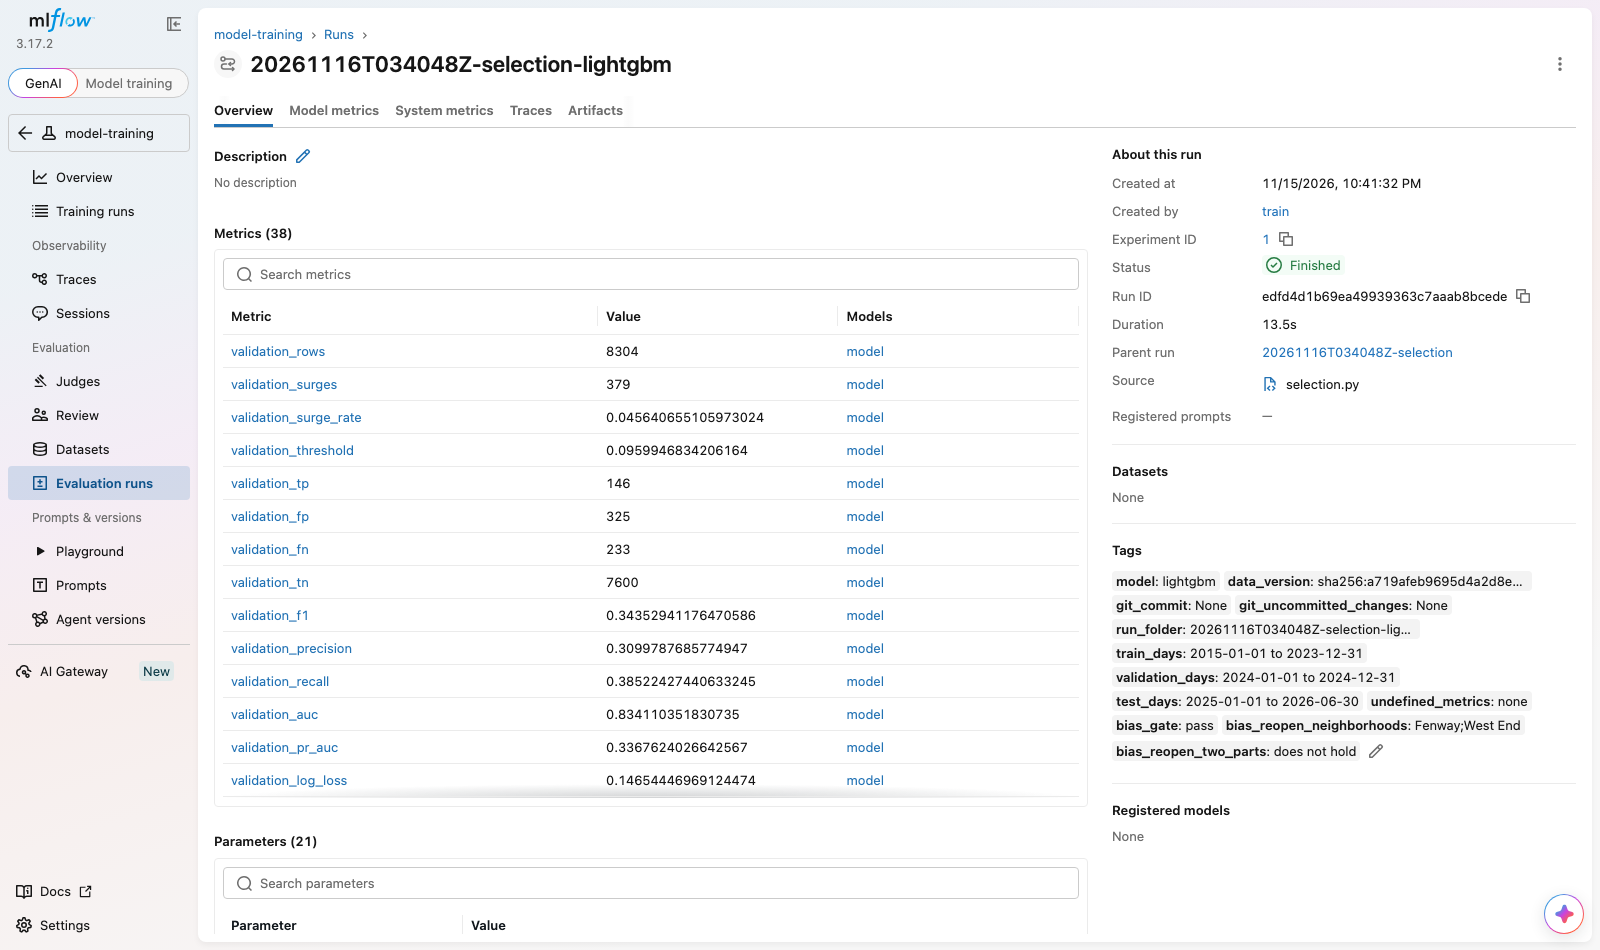 mlflow
3.17.2
GenAI
Model training
model-training
Overview
Training runs
Observability
Traces
Sessions
Evaluation
Judges
Review
Datasets
Evaluation runs
Prompts & versions
Playground
Prompts
Agent versions
AI Gateway New
Docs
Settings
model-training › Runs ›
20261116T034048Z-selection-lightgbm
Overview Model metrics System metrics Traces Artifacts
Description
No description
Metrics (38)
Search metrics
Metric Value Models
validation_rows 8304 model
validation_surges 379 model
validation_surge_rate 0.045640655105973024 model
validation_threshold 0.0959946834206164 model
validation_tp 146 model
validation_fp 325 model
validation_fn 233 model
validation_tn 7600 model
validation_f1 0.34352941176470586 model
validation_precision 0.3099787685774947 model
validation_recall 0.38522427440633245 model
validation_auc 0.834110351830735 model
validation_pr_auc 0.3367624026642567 model
validation_log_loss 0.14654446969124474 model
Parameters (21)
Search parameters
Parameter Value
About this run
Created at 11/15/2026, 10:41:32 PM
Created by train
Experiment ID 1
Status Finished
Run ID edfd4d1b69ea49939363c7aaab8bcede
Duration 13.5s
Parent run 20261116T034048Z-selection
Source selection.py
Registered prompts —
Datasets
None
Tags
model: lightgbm data_version: sha256:a719afeb9695d4a2d8e...
git_commit: None git_uncommitted_changes: None
run_folder: 20261116T034048Z-selection-lig...
train_days: 2015-01-01 to 2023-12-31
validation_days: 2024-01-01 to 2024-12-31
test_days: 2025-01-01 to 2026-06-30 undefined_metrics: none
bias_gate: pass bias_reopen_neighborhoods: Fenway;West End
bias_reopen_two_parts: does not hold
Registered models
None